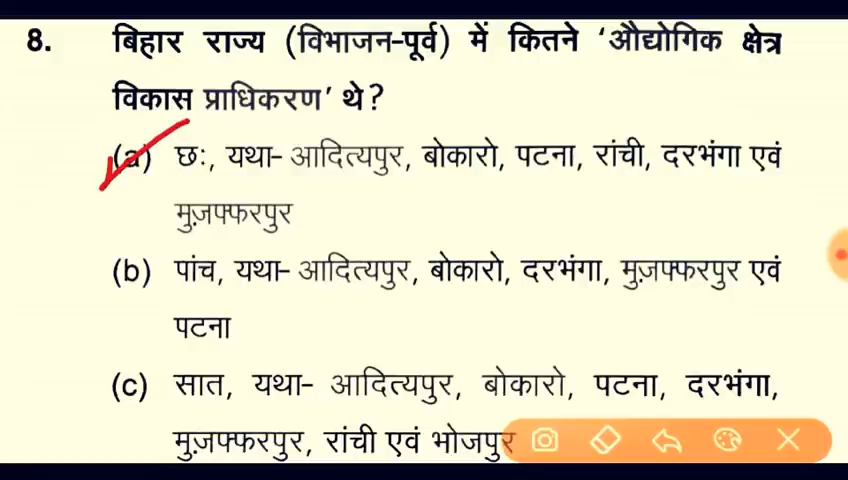 8. बिहार राज्य (विभाजन-पूर्व) में कितने ‘औद्योगिक क्षेत्र
विकास प्राधिकरण’ थे?
(a) छः, यथा– आदित्यपुर, बोकारो, पटना, रांची, दरभंगा एवं
मुज़फ्फरपुर
(b) पांच, यथा– आदित्यपुर, बोकारो, दरभंगा, मुज़फ्फरपुर एवं
पटना
(c) सात, यथा– आदित्यपुर, बोकारो, पटना, दरभंगा,
मुज़फ्फरपुर, रांची एवं भोजपुर